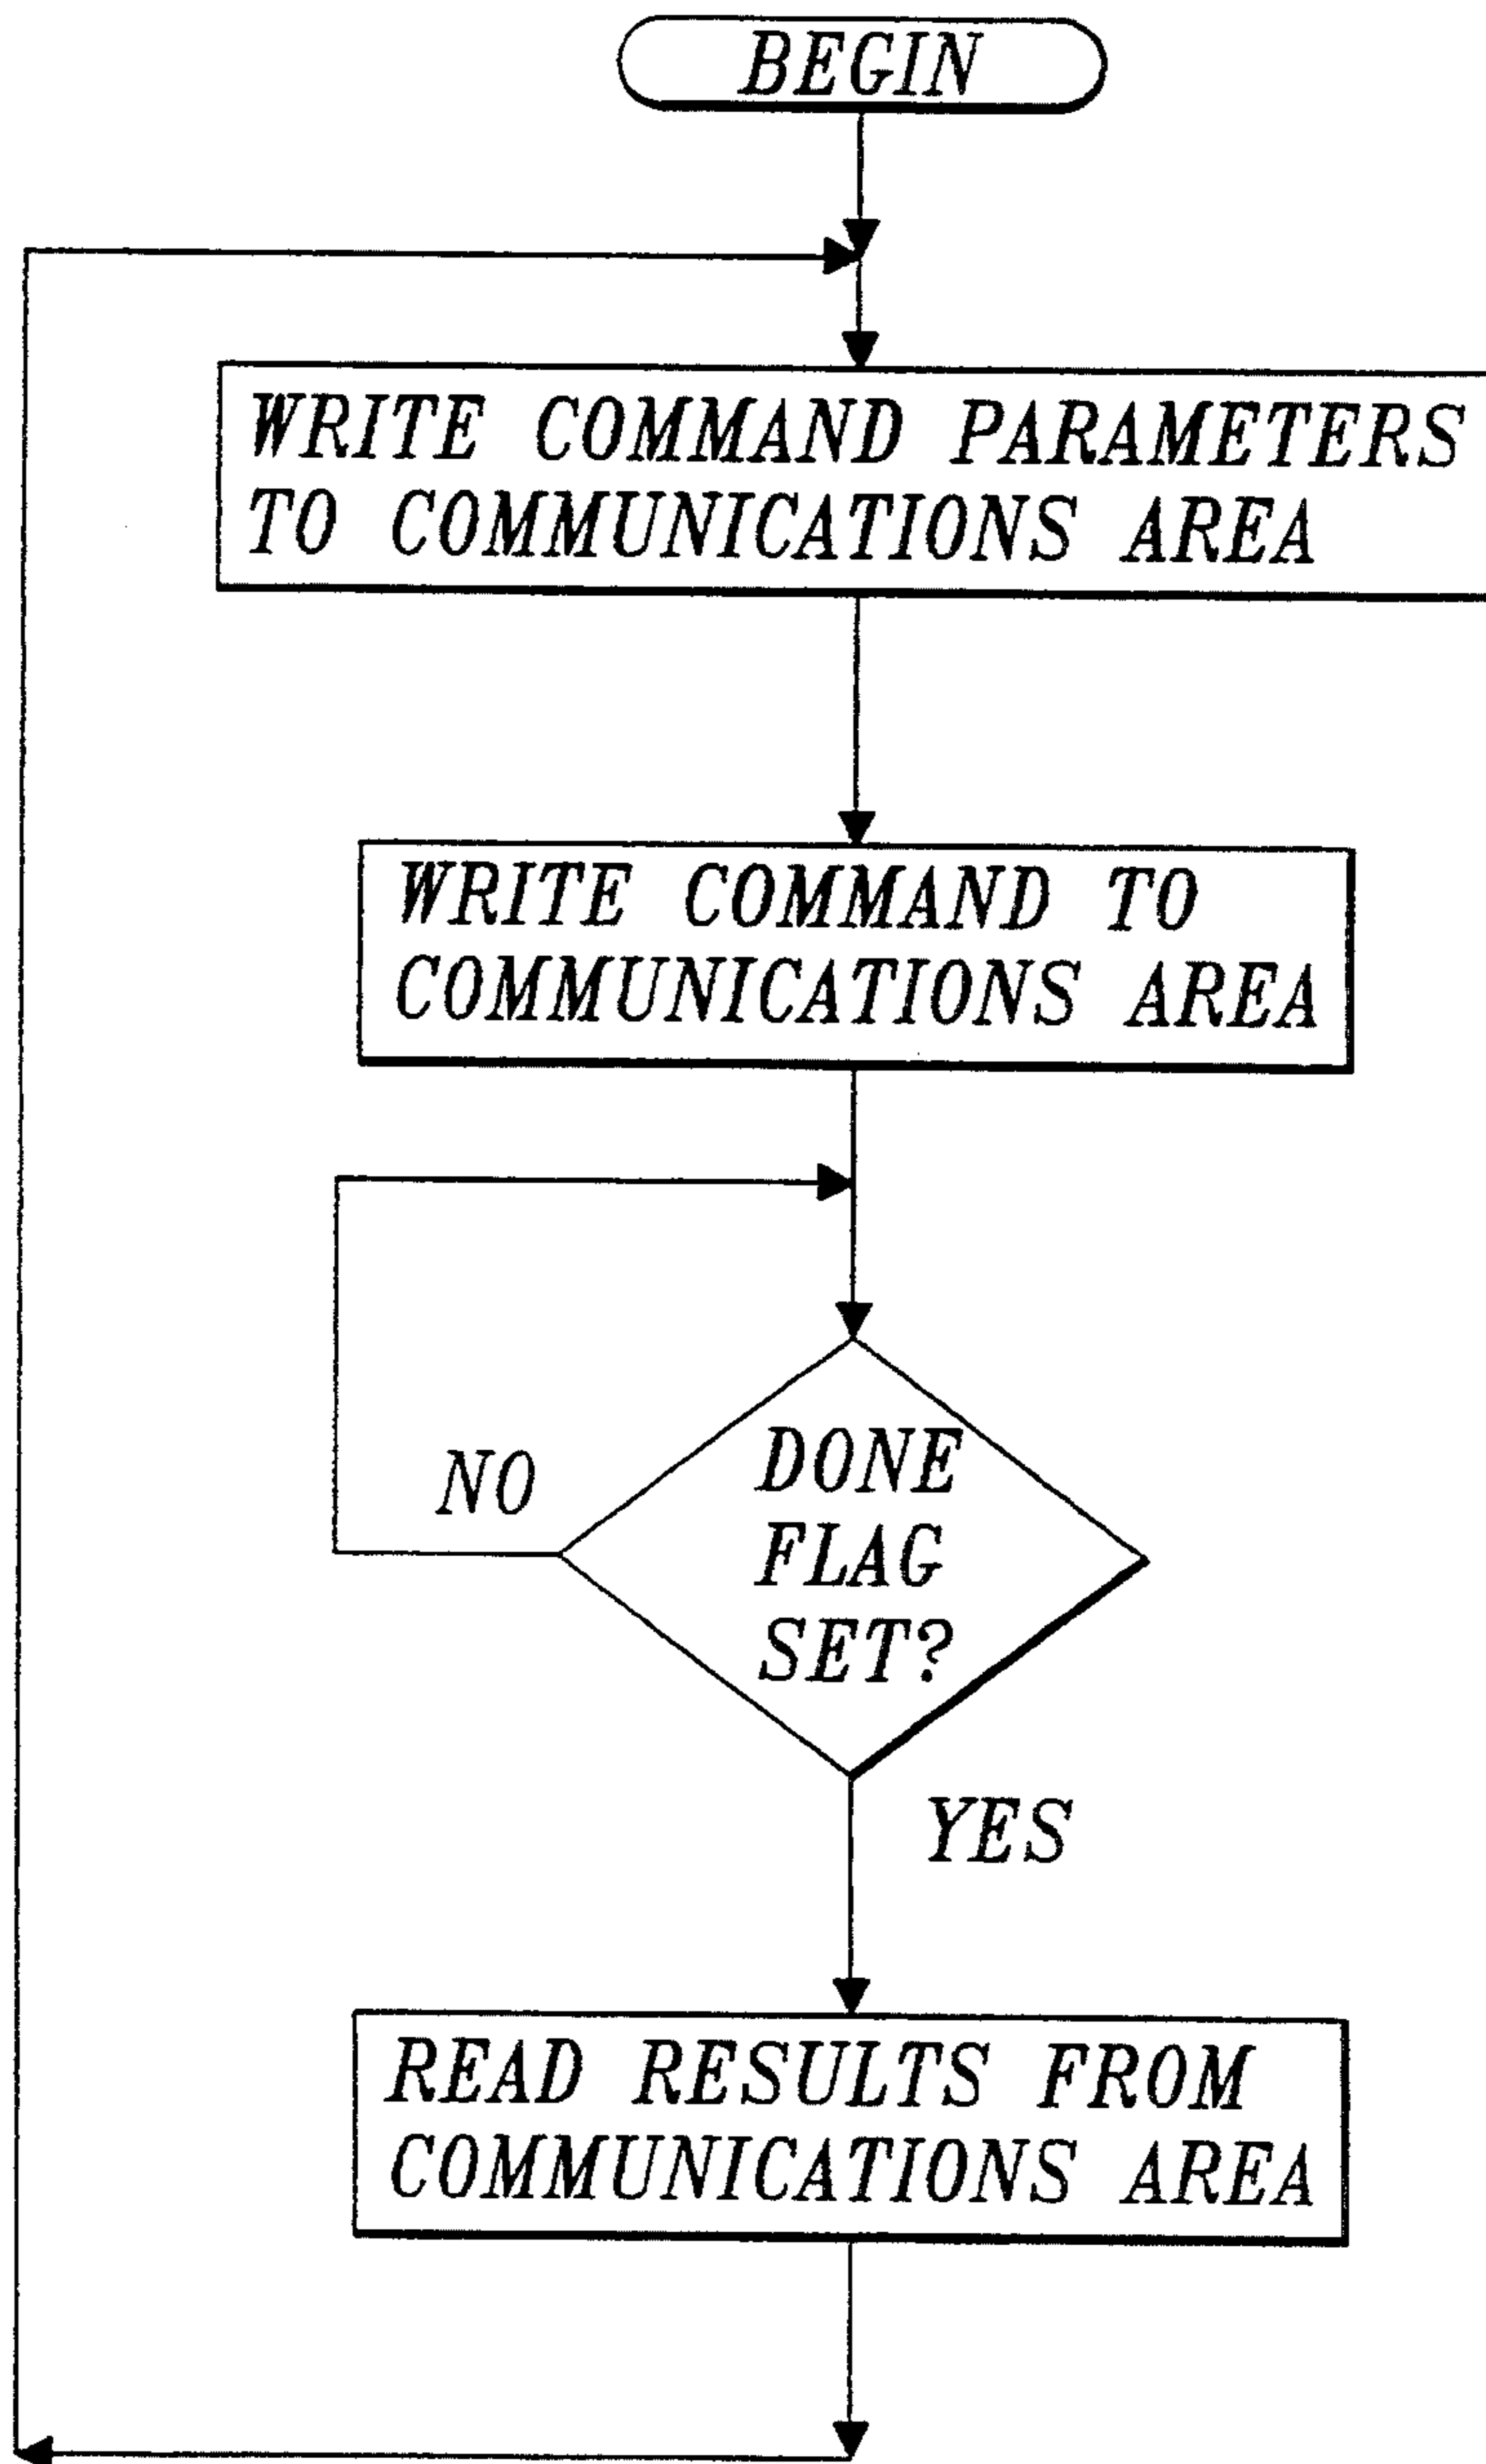 BEGIN
WRITE COMMAND PARAMETERS
TO COMMUNICATIONS AREA
WRITE COMMAND TO
COMMUNICATIONS AREA
NO
DONE
FLAG
SET?
YES
READ RESULTS FROM
COMMUNICATIONS AREA